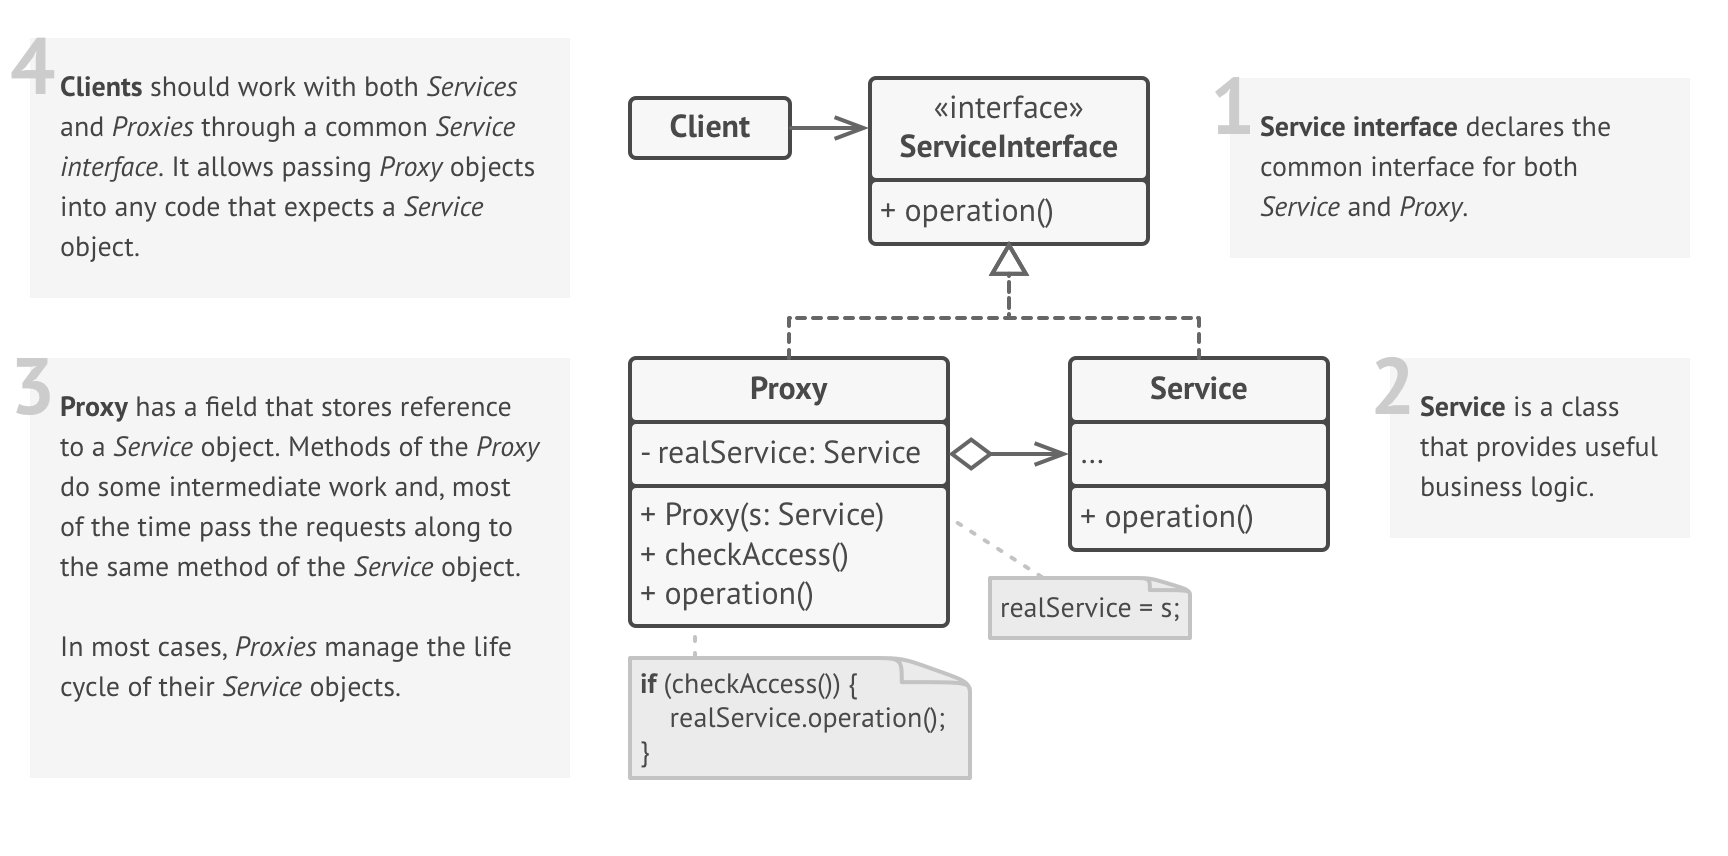 4
Clients should work with both Services
and Proxies through a common Service
interface. It allows passing Proxy objects
into any code that expects a Service
object.
Client
«interface»
ServiceInterface
+ operation()
1
Service interface declares the
common interface for both
Service and Proxy.
3
Proxy has a field that stores reference
to a Service object. Methods of the Proxy
do some intermediate work and, most
of the time pass the requests along to
the same method of the Service object.
In most cases, Proxies manage the life
cycle of their Service objects.
Proxy
- realService: Service
+ Proxy(s: Service)
+ checkAccess()
+ operation()
Service
...
+ operation()
2
Service is a class
that provides useful
business logic.
realService = s;
if (checkAccess()) {
realService.operation();
}